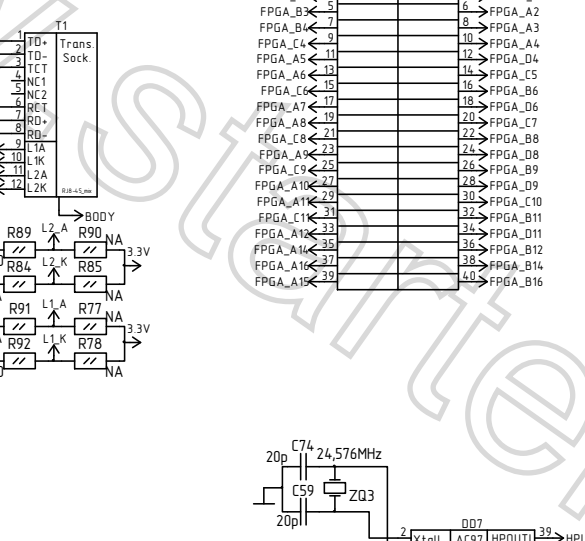 T1
1 TD+ Trans.
2 TD- Sock.
3 TCT
4 NC1
5 NC2
6 RCT
7 RD+
8 RD-
9 L1A
10 L1K
11 L2A
12 L2K
RJ8-45_mix
BODY
R89 L2_A R90 NA
3.3V
R84 L2_K R85
NA
R91 L1_A R77 NA
3.3V
R92 L1_K R78
NA
FPGA_B3 5 6 FPGA_A2
FPGA_B4 7 8 FPGA_A3
FPGA_C4 9 10 FPGA_A4
FPGA_A5 11 12 FPGA_D4
FPGA_A6 13 14 FPGA_C5
FPGA_C6 15 16 FPGA_B6
FPGA_A7 17 18 FPGA_D6
FPGA_A8 19 20 FPGA_C7
FPGA_C8 21 22 FPGA_B8
FPGA_A9 23 24 FPGA_D8
FPGA_C9 25 26 FPGA_B9
FPGA_A10 27 28 FPGA_D9
FPGA_A11 29 30 FPGA_C10
FPGA_C11 31 32 FPGA_B11
FPGA_A12 33 34 FPGA_D11
FPGA_A14 35 36 FPGA_B12
FPGA_A16 37 38 FPGA_B14
FPGA_A15 39 40 FPGA_B16
C74 24,576MHz
20p
C59 ZQ3
20p
DD7
2 XtalI AC97 HPOUTL 39
Starte